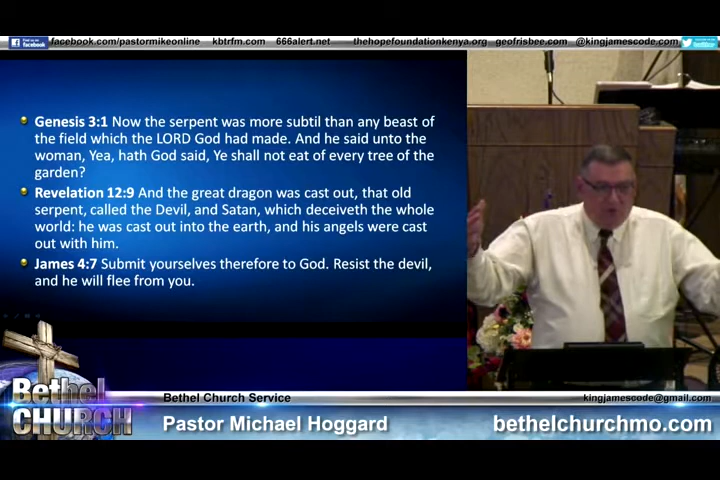 Find us on facebook facebook.com/pastormikeonline kbtrfm.com 666alert.net thehopefoundationkenya.org geofrisbee.com @kingjamescode.com
Genesis 3:1 Now the serpent was more subtil than any beast of
the field which the LORD God had made. And he said unto the
woman, Yea, hath God said, Ye shall not eat of every tree of the
garden?
Revelation 12:9 And the great dragon was cast out, that old
serpent, called the Devil, and Satan, which deceiveth the whole
world: he was cast out into the earth, and his angels were cast
out with him.
James 4:7 Submit yourselves therefore to God. Resist the devil,
and he will flee from you.
Bethel
CHURCH
Bethel Church Service kingjamescode@gmail.com
Pastor Michael Hoggard bethelchurchmo.com